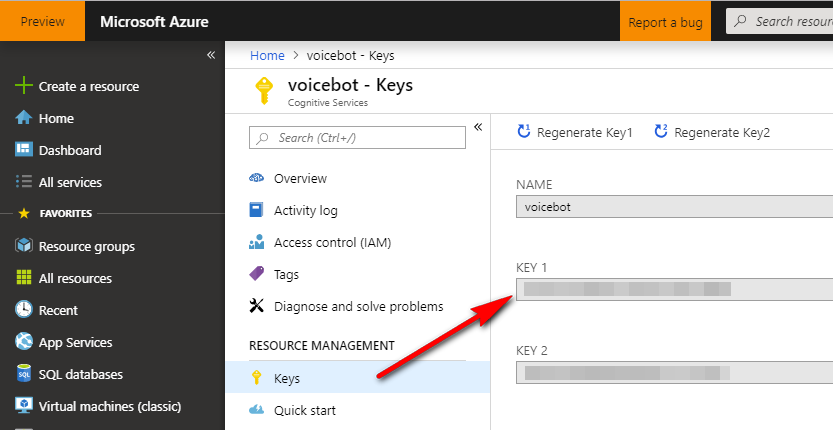 Preview
Microsoft Azure
Report a bug
Search resou
Create a resource
Home
Dashboard
All services
FAVORITES
Resource groups
All resources
Recent
App Services
SQL databases
Virtual machines (classic)
Home > voicebot - Keys
voicebot - Keys
Cognitive Services
Search (Ctrl+/)
Overview
Activity log
Access control (IAM)
Tags
Diagnose and solve problems
RESOURCE MANAGEMENT
Keys
Quick start
Regenerate Key1
Regenerate Key2
NAME
voicebot
KEY 1
KEY 2